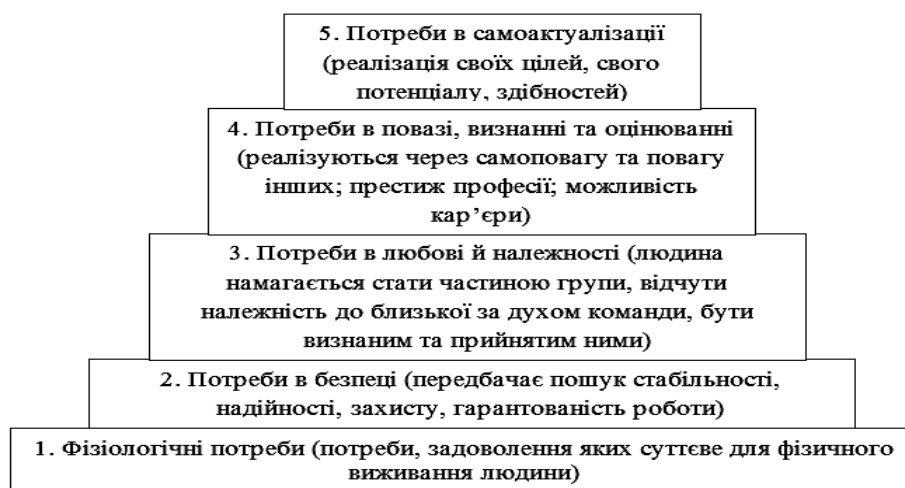 5. Потреби в самоактуалізації
(реалізація своїх цілей, свого
потенціалу, здібностей)
4. Потреби в повазі, визнанні та оцінюванні
(реалізуються через самоповагу та повагу
інших; престиж професії; можливість
кар’єри)
3. Потреби в любові й належності (людина
намагається стати частиною групи, відчути
належність до близької за духом команди, бути
визнаним та прийнятим ними)
2. Потреби в безпеці (передбачає пошук стабільності,
надійності, захисту, гарантованість роботи)
1. Фізіологічні потреби (потреби, задоволення яких суттєве для фізичного
виживання людини)